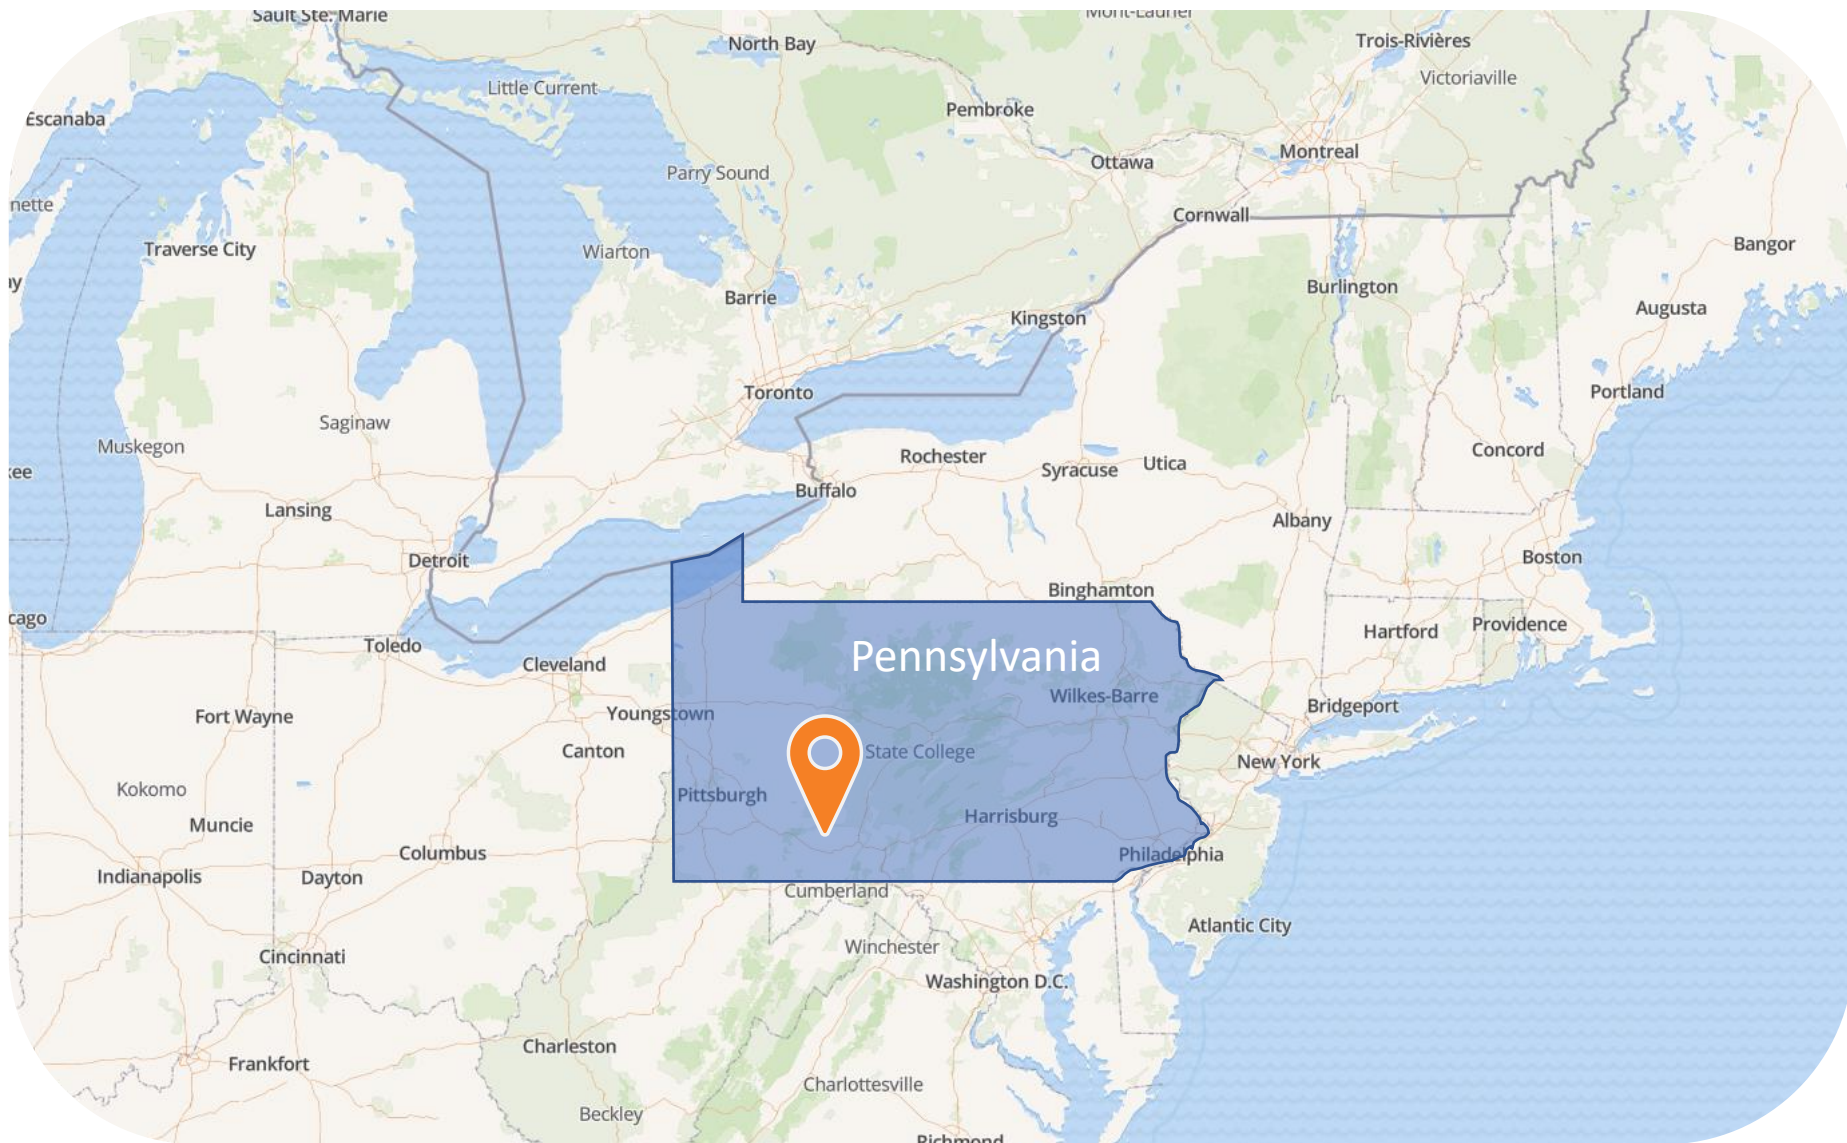 Sault Ste. Marie
Mont-Laurier
North Bay
Trois-Rivières
Victoriaville
Little Current
Escanaba
Pembroke
Montreal
Ottawa
Parry Sound
nette
Cornwall
Traverse City
Wiarton
Bangor
ay
Burlington
Barrie
Augusta
Kingston
Toronto
Portland
Saginaw
Muskegon
Concord
Rochester
Syracuse
Utica
kee
Buffalo
Lansing
Albany
Detroit
Boston
Binghamton
cago
Hartford
Providence
Toledo
Pennsylvania
Cleveland
Wilkes-Barre
Bridgeport
Fort Wayne
Youngstown
Canton
State College
New York
Kokomo
Pittsburgh
Harrisburg
Muncie
Columbus
Philadelphia
Indianapolis
Dayton
Cumberland
Atlantic City
Winchester
Cincinnati
Washington D.C.
Charleston
Frankfort
Charlottesville
Beckley
Richmond